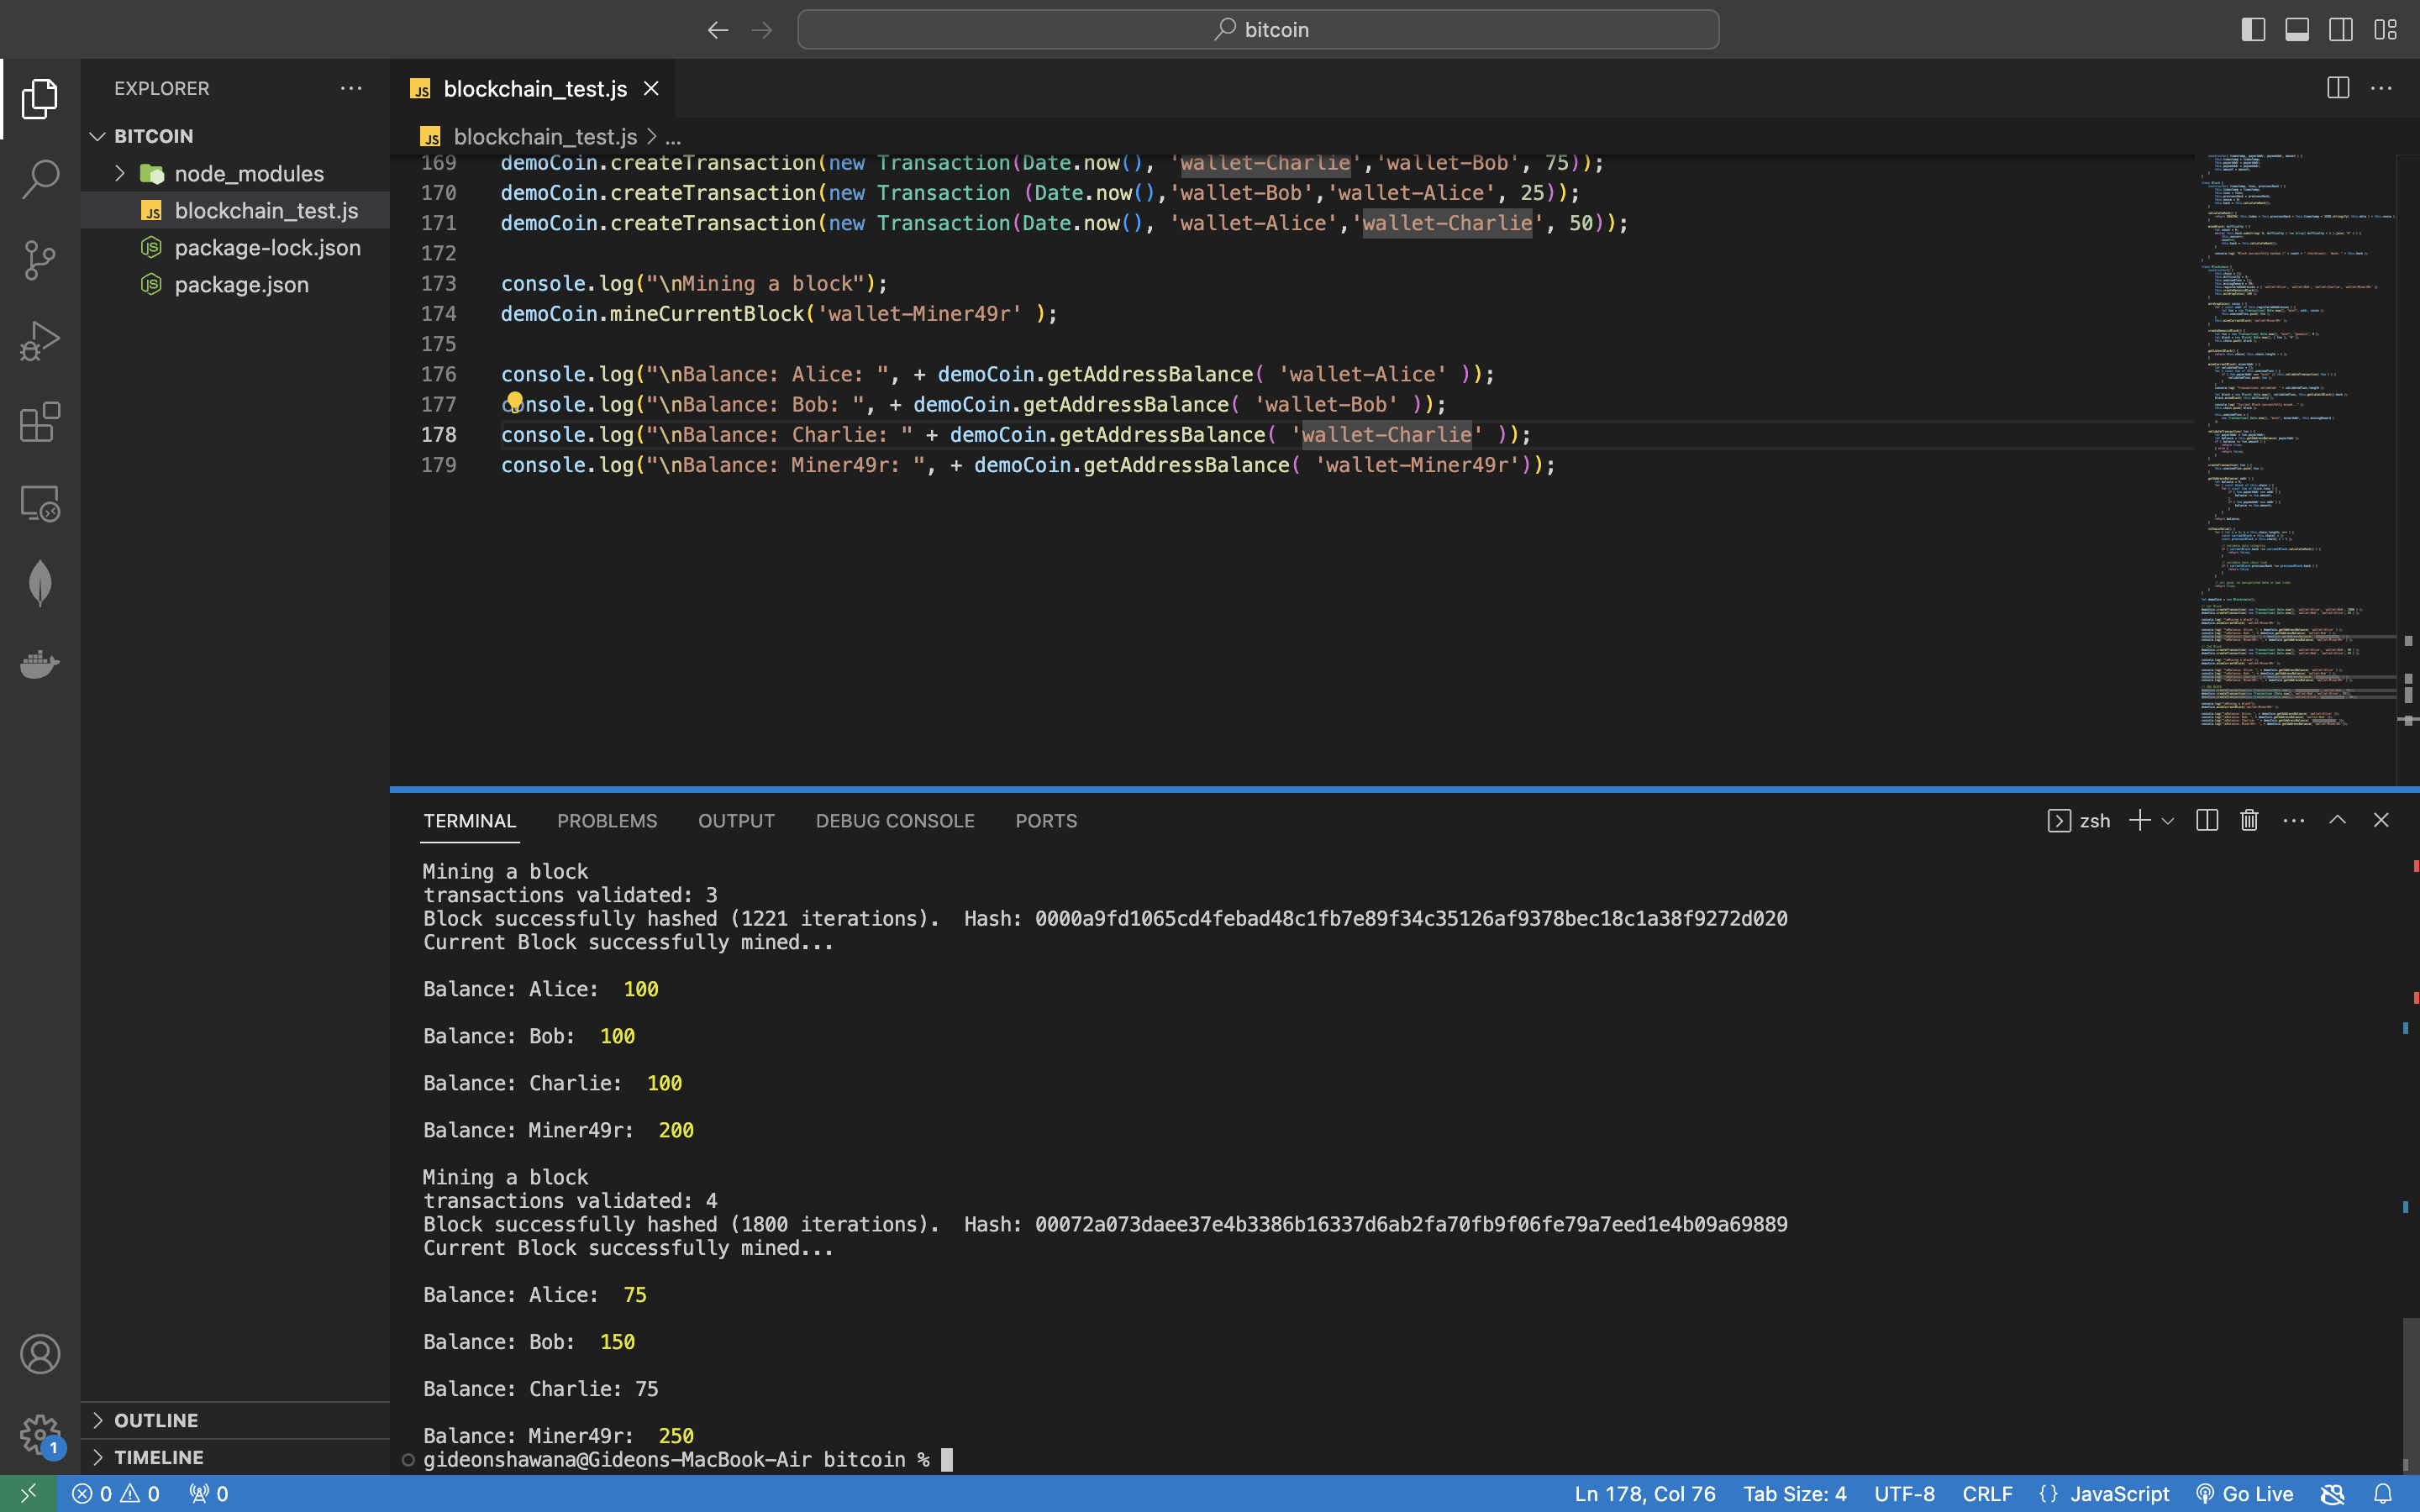 bitcoin
EXPLORER
BITCOIN
node_modules
JS blockchain_test.js
package-lock.json
package.json
OUTLINE
TIMELINE
JS blockchain_test.js
JS blockchain_test.js > ...
169 demoCoin.createTransaction(new Transaction(Date.now(), 'wallet-Charlie','wallet-Bob', 75));
170 demoCoin.createTransaction(new Transaction (Date.now(),'wallet-Bob','wallet-Alice', 25));
171 demoCoin.createTransaction(new Transaction(Date.now(), 'wallet-Alice','wallet-Charlie', 50));
172
173 console.log("\nMining a block");
174 demoCoin.mineCurrentBlock('wallet-Miner49r' );
175
176 console.log("\nBalance: Alice: ", + demoCoin.getAddressBalance( 'wallet-Alice' ));
177 console.log("\nBalance: Bob: ", + demoCoin.getAddressBalance( 'wallet-Bob' ));
178 console.log("\nBalance: Charlie: " + demoCoin.getAddressBalance( 'wallet-Charlie' ));
179 console.log("\nBalance: Miner49r: ", + demoCoin.getAddressBalance( 'wallet-Miner49r'));
TERMINAL PROBLEMS OUTPUT DEBUG CONSOLE PORTS
zsh
Mining a block
transactions validated: 3
Block successfully hashed (1221 iterations).  Hash: 0000a9fd1065cd4febad48c1fb7e89f34c35126af9378bec18c1a38f9272d020
Current Block successfully mined...
Balance: Alice:  100
Balance: Bob:  100
Balance: Charlie:  100
Balance: Miner49r:  200
Mining a block
transactions validated: 4
Block successfully hashed (1800 iterations).  Hash: 00072a073daee37e4b3386b16337d6ab2fa70fb9f06fe79a7eed1e4b09a69889
Current Block successfully mined...
Balance: Alice:  75
Balance: Bob:  150
Balance: Charlie: 75
Balance: Miner49r:  250
gideonshawana@Gideons-MacBook-Air bitcoin %
1
0 0 0
Ln 178, Col 76 Tab Size: 4 UTF-8 CRLF {} JavaScript Go Live